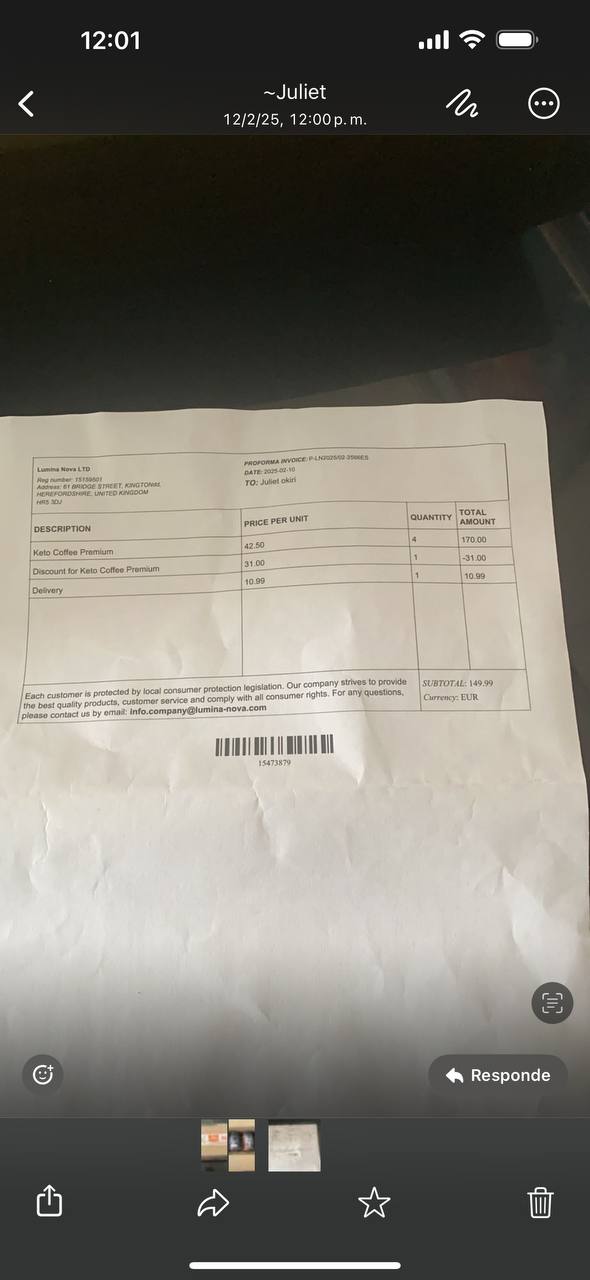 12:01
~Juliet
12/2/25, 12:00 p. m.
Lumina Nova LTD
Reg number: 15159501
Address: 61 BRIDGE STREET, KINGTONW,
HEREFORDSHIRE, UNITED KINGDOM
HR5 3DJ
PROFORMA INVOICE: P-LN2025/02-3566ES
DATE: 2025-02-10
TO: Juliet okiri
DESCRIPTION PRICE PER UNIT QUANTITY TOTAL AMOUNT
Keto Coffee Premium 42.50 4 170.00
Discount for Keto Coffee Premium 31.00 1 -31.00
Delivery 10.99 1 10.99
Each customer is protected by local consumer protection legislation. Our company strives to provide
the best quality products, customer service and comply with all consumer rights. For any questions,
please contact us by email: info.company@lumina-nova.com
SUBTOTAL: 149.99
Currency: EUR
15473879
Responde